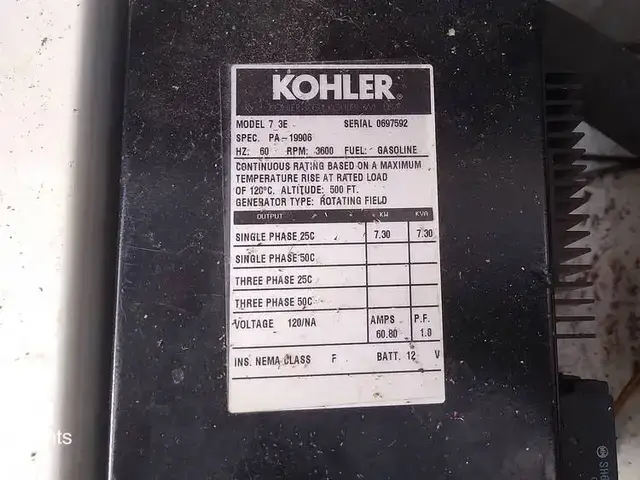 KOHLER
MODEL 7 3E SERIAL 0697592
SPEC. PA-19906
HZ: 60 RPM: 3600 FUEL: GASOLINE
CONTINUOUS RATING BASED ON A MAXIMUM
TEMPERATURE RISE AT RATED LOAD
OF 120°C. ALTITUDE: 500 FT.
GENERATOR TYPE: ROTATING FIELD
OUTPUT KW KVA
SINGLE PHASE 25C 7.30 7.30
SINGLE PHASE 50C
THREE PHASE 25C
THREE PHASE 50C
VOLTAGE 120/NA AMPS P.F.
60.80 1.0
INS. NEMA CLASS F BATT. 12 V